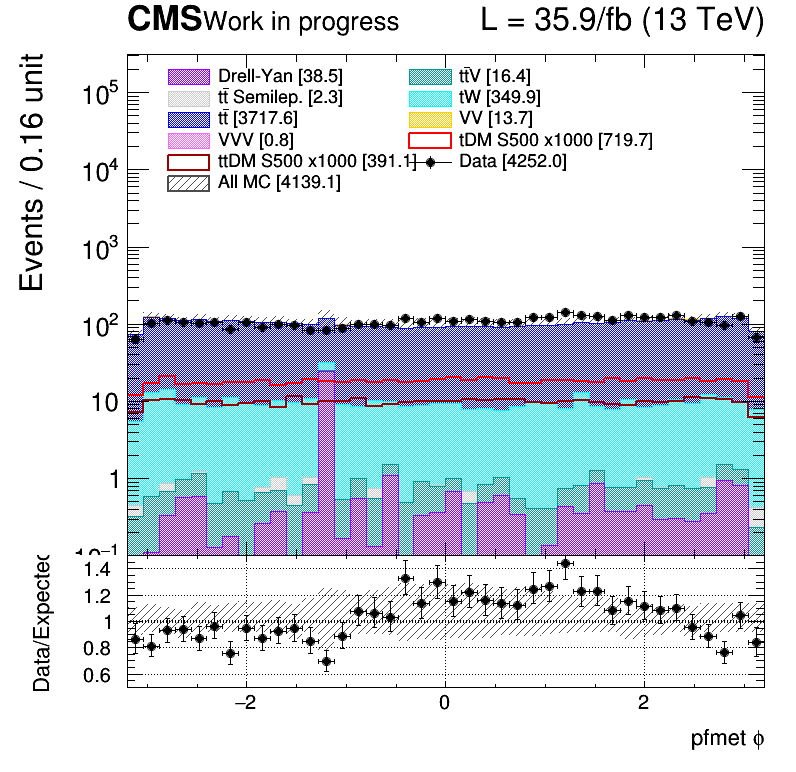 CMS Work in progress L = 35.9/fb (13 TeV)
Drell-Yan [38.5] tt̄V [16.4]
tt̄ Semilep. [2.3] tW [349.9]
tt̄ [3717.6] VV [13.7]
VVV [0.8] tDM S500 x1000 [719.7]
ttDM S500 x1000 [391.1] Data [4252.0]
All MC [4139.1]
Events / 0.16 unit
10⁵
10⁴
10³
10²
10
1
10⁻¹
Data/Expected
1.4
1.2
1
0.8
0.6
−2 0 2
pfmet ϕ